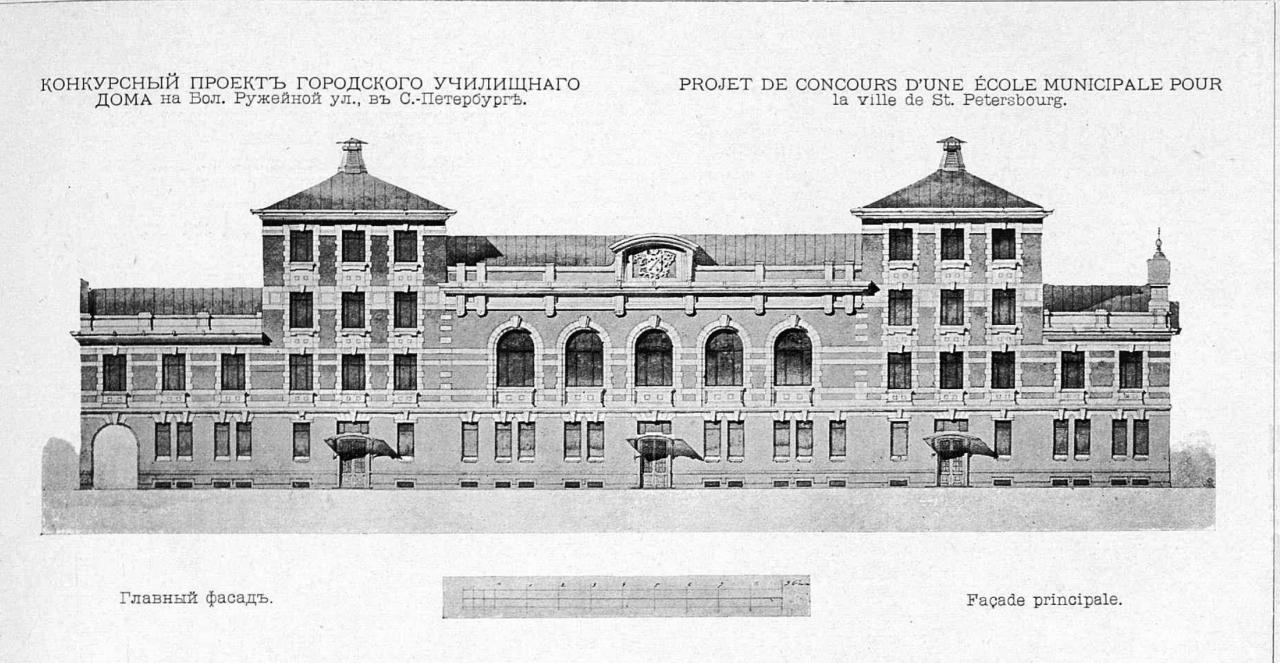 КОНКУРСНЫЙ ПРОЕКТЪ ГОРОДСКОГО УЧИЛИЩНАГО
ДОМА на Вол. Ружейной ул., въ С.-Петербургѣ.
PROJET DE CONCOURS D'UNE ÉCOLE MUNICIPALE POUR
la ville de St. Petersbourg.
Главный фасадъ.
Façade principale.